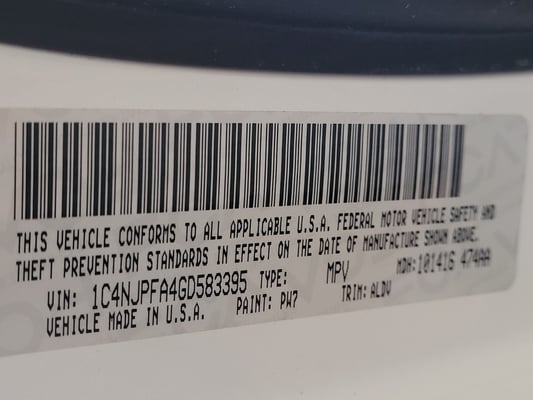 THIS VEHICLE CONFORMS TO ALL APPLICABLE U.S.A. FEDERAL MOTOR VEHICLE SAFETY AND
THEFT PREVENTION STANDARDS IN EFFECT ON THE DATE OF MANUFACTURE SHOWN ABOVE.
VIN: 1C4NJPFA4GD583395 TYPE: MPV MDH:101416 474AA
VEHICLE MADE IN U.S.A. PAINT: PW7 TRIM: ALDV